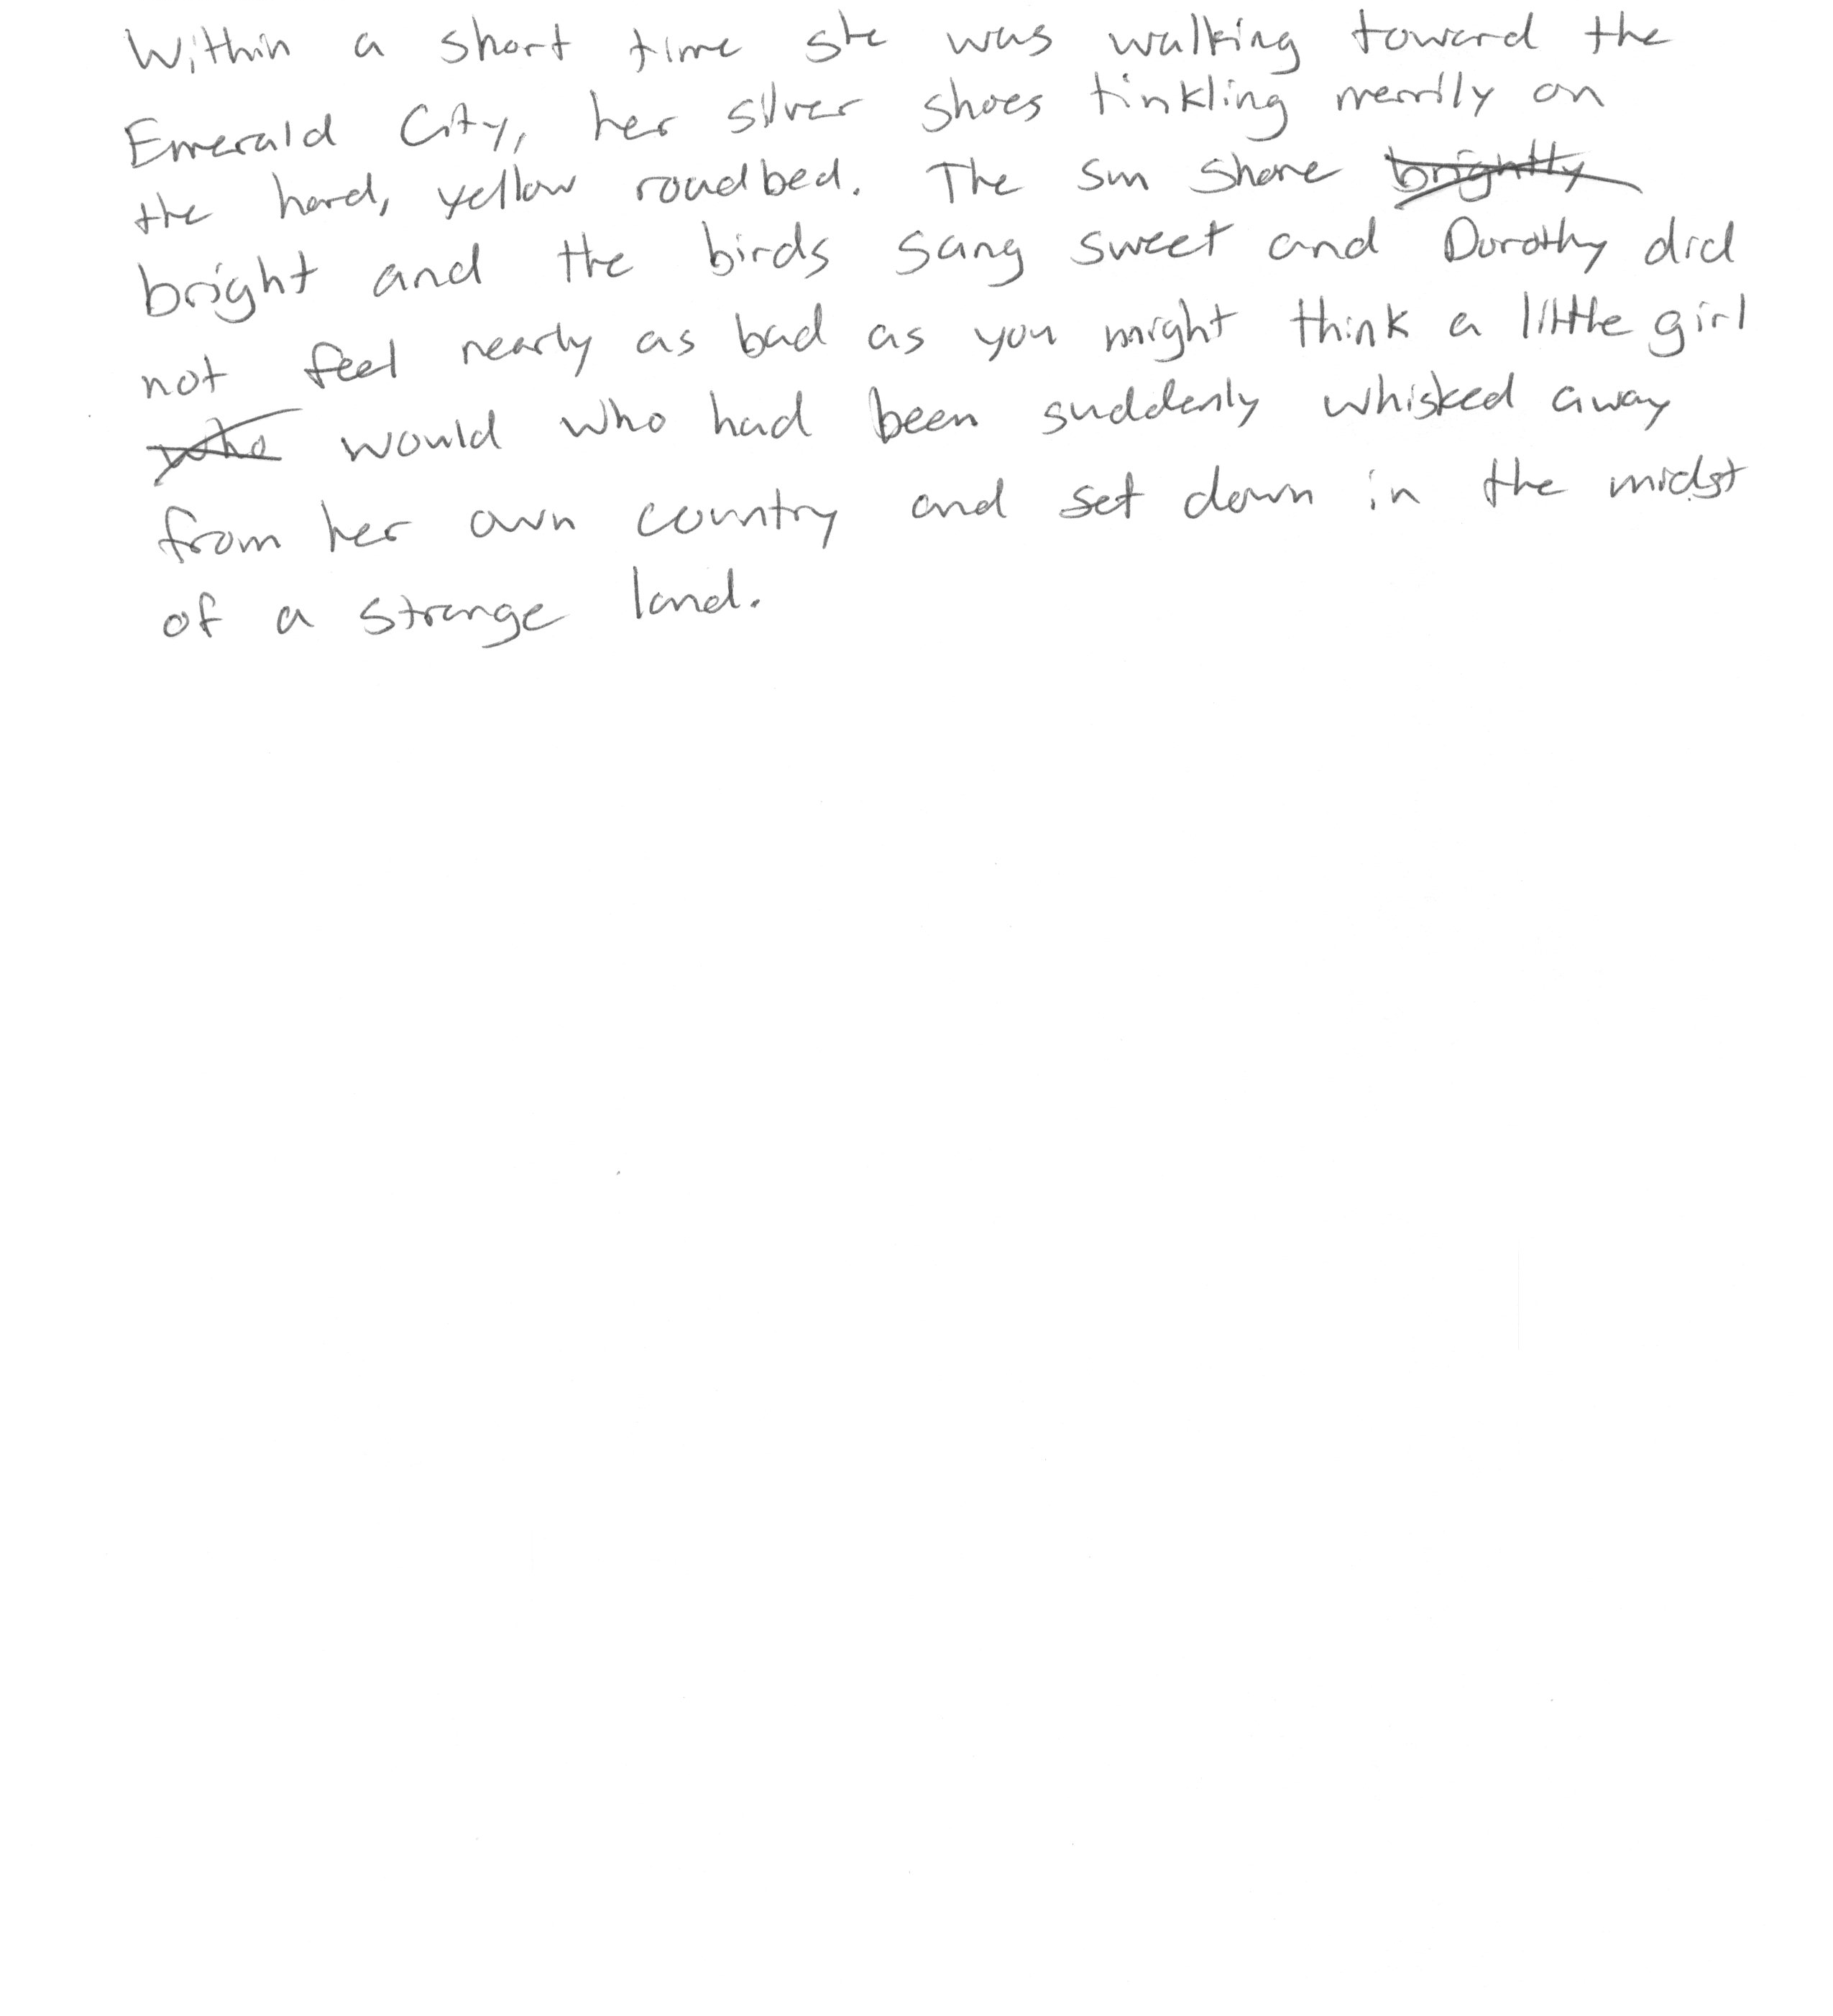 Within a short time she was walking toward the
Emerald City, her silver shoes tinkling merrily on
the hard, yellow roadbed. The sun shone brightly
bright and the birds sang sweet and Dorothy did
not feel nearly as bad as you might think a little girl
who would who had been suddenly whisked away
from her own country and set down in the midst
of a strange land.